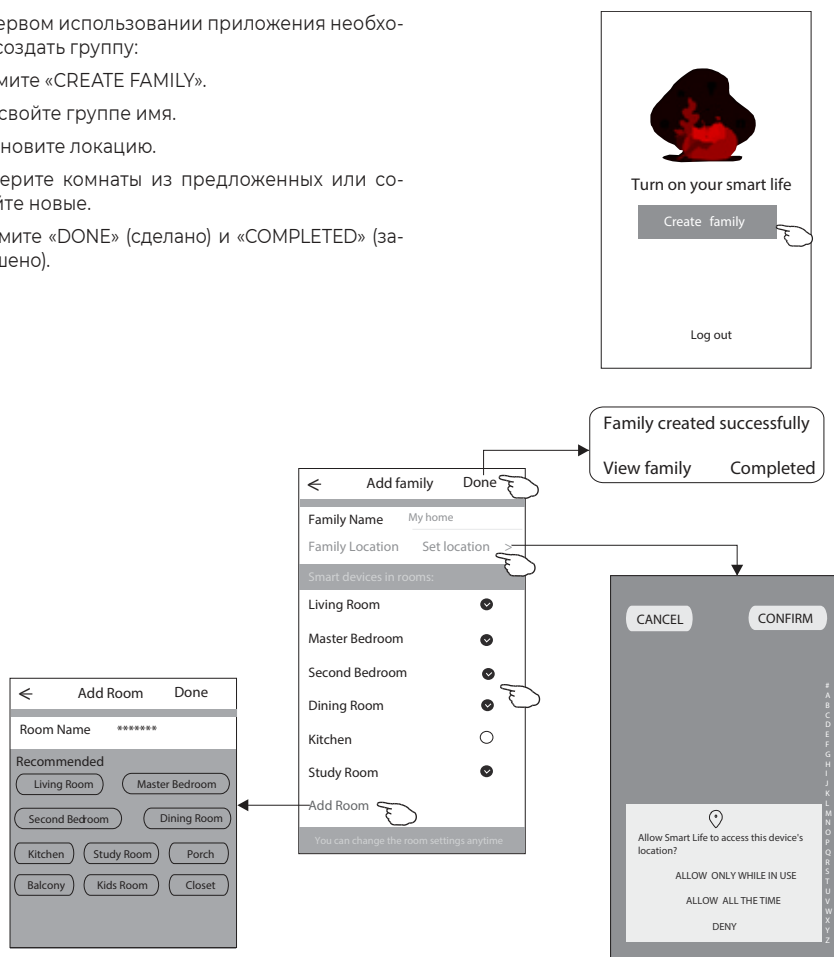 ервом использовании приложения необхо-
создать группу:
мите «CREATE FAMILY».
свойте группе имя.
новите локацию.
ерите комнаты из предложенных или со-
йте новые.
мите «DONE» (сделано) и «COMPLETED» (за-
шено).
Turn on your smart life
Create family
Log out
Family created successfully
View family Completed
Add family Done
Family Name My home
Family Location Set location >
Smart devices in rooms:
Living Room
Master Bedroom
Second Bedroom
Dining Room
Kitchen
Study Room
Add Room
You can change the room settings anytime
Add Room Done
Room Name *******
Recommended
Living Room Master Bedroom
Second Bedroom Dining Room
Kitchen Study Room Porch
Balcony Kids Room Closet
CANCEL CONFIRM
#
A
B
C
D
E
F
G
H
I
J
K
L
M
N
O
P
Q
R
S
T
U
V
W
X
Y
Z
Allow Smart Life to access this device's
location?
ALLOW ONLY WHILE IN USE
ALLOW ALL THE TIME
DENY